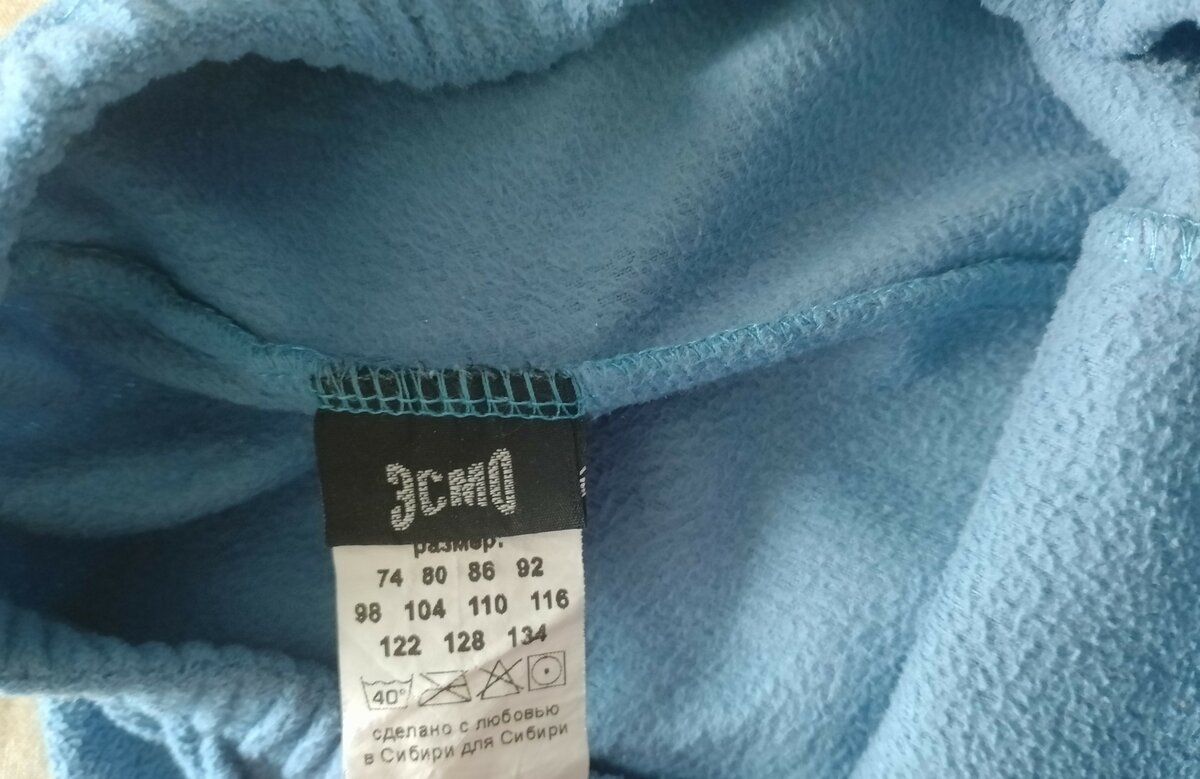 эсмо
размер:
74 80 86 92
98 104 110 116
122 128 134
40°
сделано с любовью
в Сибири для Сибири